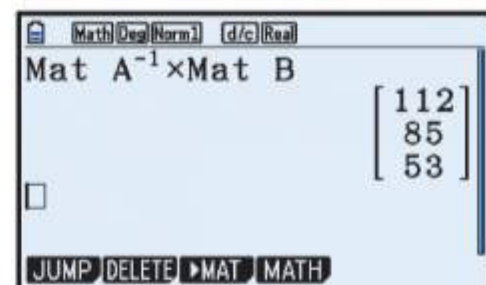 Math Deg Norm1 d/c Real
Mat A⁻¹×Mat B
112
85
53
JUMP DELETE ▶MAT MATH